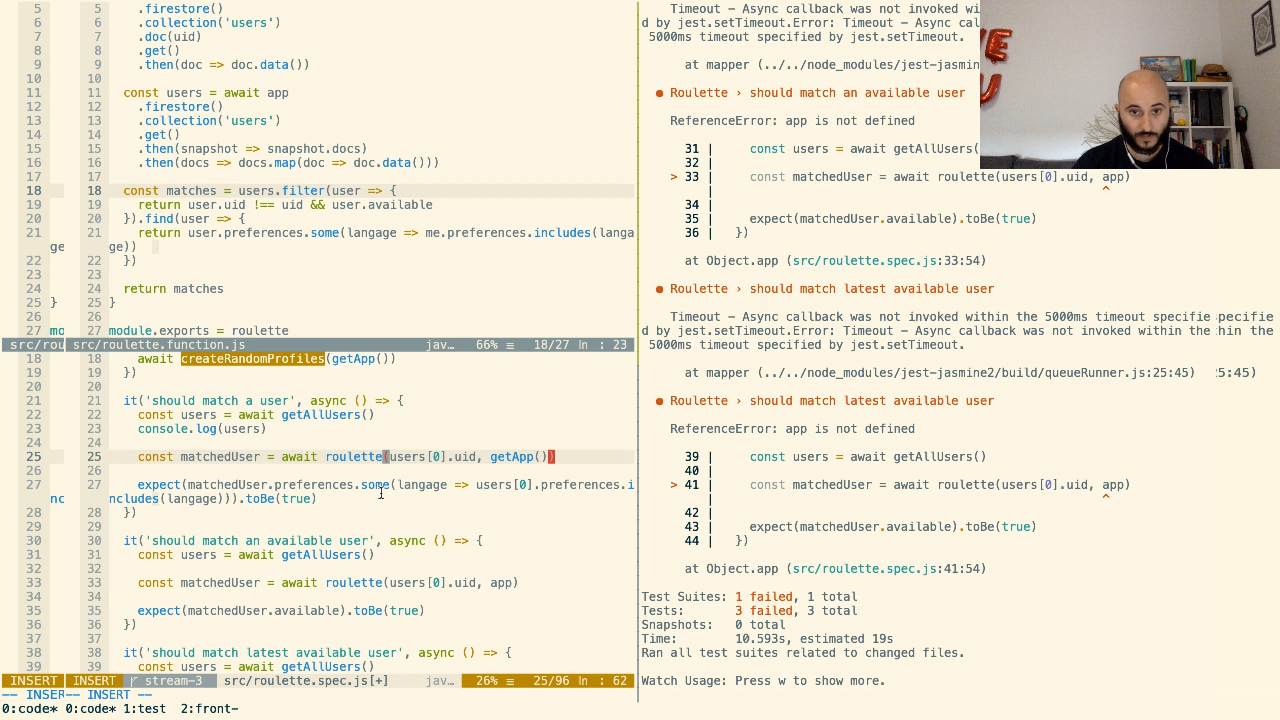 5 5 .firestore()
6 6 .collection('users')
7 7 .doc(uid)
8 8 .get()
9 9 .then(doc => doc.data())
10 10
11 11 const users = await app
12 12 .firestore()
13 13 .collection('users')
14 14 .get()
15 15 .then(snapshot => snapshot.docs)
16 16 .then(docs => docs.map(doc => doc.data()))
17 17
18 18 const matches = users.filter(user => {
19 19 return user.uid !== uid && user.available
20 20 }).find(user => {
21 21 return user.preferences.some(langage => me.preferences.includes(langa
ge ge))
22 22 })
23 23
24 24 return matches
25 } 25 }
26 26
27 mo 27 module.exports = roulette
src/rou src/roulette.function.js jav… 66% ≡ 18/27 ln : 23
18 18 await createRandomProfiles(getApp())
19 19 })
20 20
21 21 it('should match a user', async () => {
22 22 const users = await getAllUsers()
23 23 console.log(users)
24 24
25 25 const matchedUser = await roulette(users[0].uid, getApp())
26 26
27 27 expect(matchedUser.preferences.some(langage => users[0].preferences.i
nc ncludes(langage))).toBe(true)
28 28 })
29 29
30 30 it('should match an available user', async () => {
31 31 const users = await getAllUsers()
32 32
33 33 const matchedUser = await roulette(users[0].uid, app)
34 34
35 35 expect(matchedUser.available).toBe(true)
36 36 })
37 37
38 38 it('should match latest available user', async () => {
39 39 const users = await getAllUsers()
INSERT INSERT stream-3 src/roulette.spec.js[+] jav… 26% ≡ 25/96 ln : 62
-- INSER-- INSERT --
0:code* 0:code* 1:test 2:front-
Timeout - Async callback was not invoked wi
d by jest.setTimeout.Error: Timeout - Async cal
5000ms timeout specified by jest.setTimeout.
at mapper (../../node_modules/jest-jasmin
● Roulette › should match an available user
ReferenceError: app is not defined
31 | const users = await getAllUsers(
32 |
> 33 | const matchedUser = await roulette(users[0].uid, app)
| ^
34 |
35 | expect(matchedUser.available).toBe(true)
36 | })
at Object.app (src/roulette.spec.js:33:54)
● Roulette › should match latest available user
Timeout - Async callback was not invoked within the 5000ms timeout specifie pecifie
d by jest.setTimeout.Error: Timeout - Async callback was not invoked within the hin the
5000ms timeout specified by jest.setTimeout.
at mapper (../../node_modules/jest-jasmine2/build/queueRunner.js:25:45) :5:45)
● Roulette › should match latest available user
ReferenceError: app is not defined
39 | const users = await getAllUsers()
40 |
> 41 | const matchedUser = await roulette(users[0].uid, app)
| ^
42 |
43 | expect(matchedUser.available).toBe(true)
44 | })
at Object.app (src/roulette.spec.js:41:54)
Test Suites: 1 failed, 1 total
Tests: 3 failed, 3 total
Snapshots: 0 total
Time: 10.593s, estimated 19s
Ran all test suites related to changed files.
Watch Usage: Press w to show more.